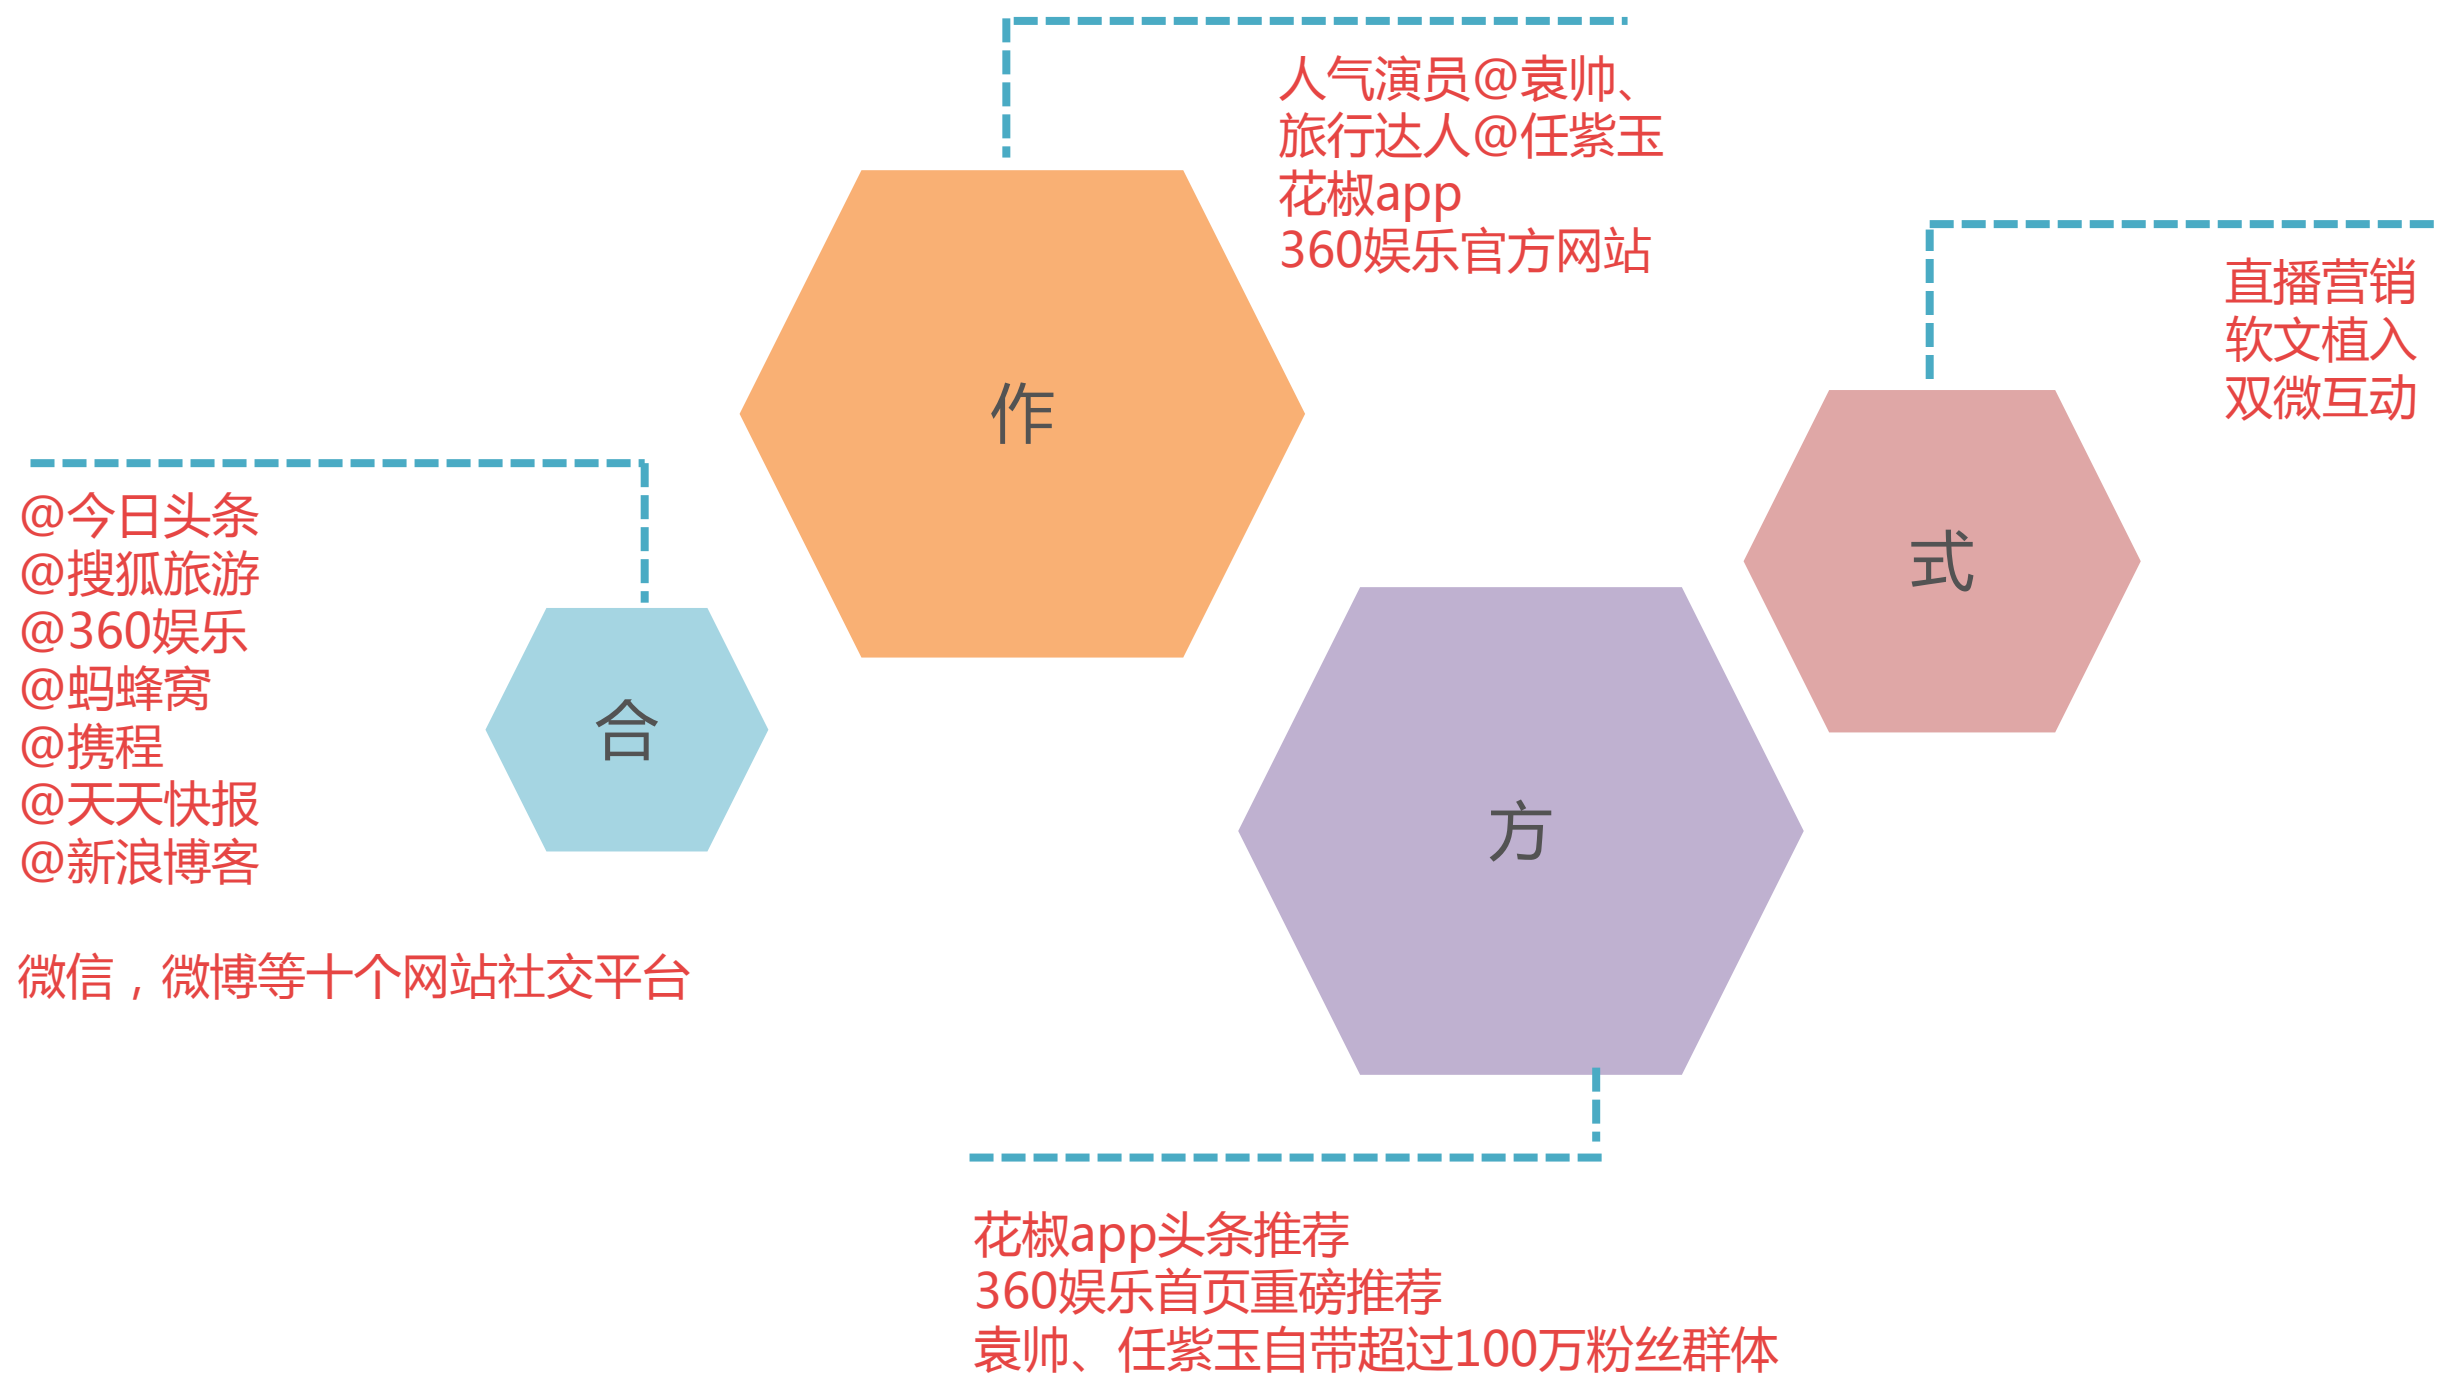 合
@今日头条
@搜狐旅游
@360娱乐
@蚂蜂窝
@携程
@天天快报
@新浪博客
微信，微博等十个网站社交平台
作
人气演员@袁帅、
旅行达人@任紫玉
花椒app
360娱乐官方网站
方
花椒app头条推荐
360娱乐首页重磅推荐
袁帅、任紫玉自带超过100万粉丝群体
式
直播营销
软文植入
双微互动